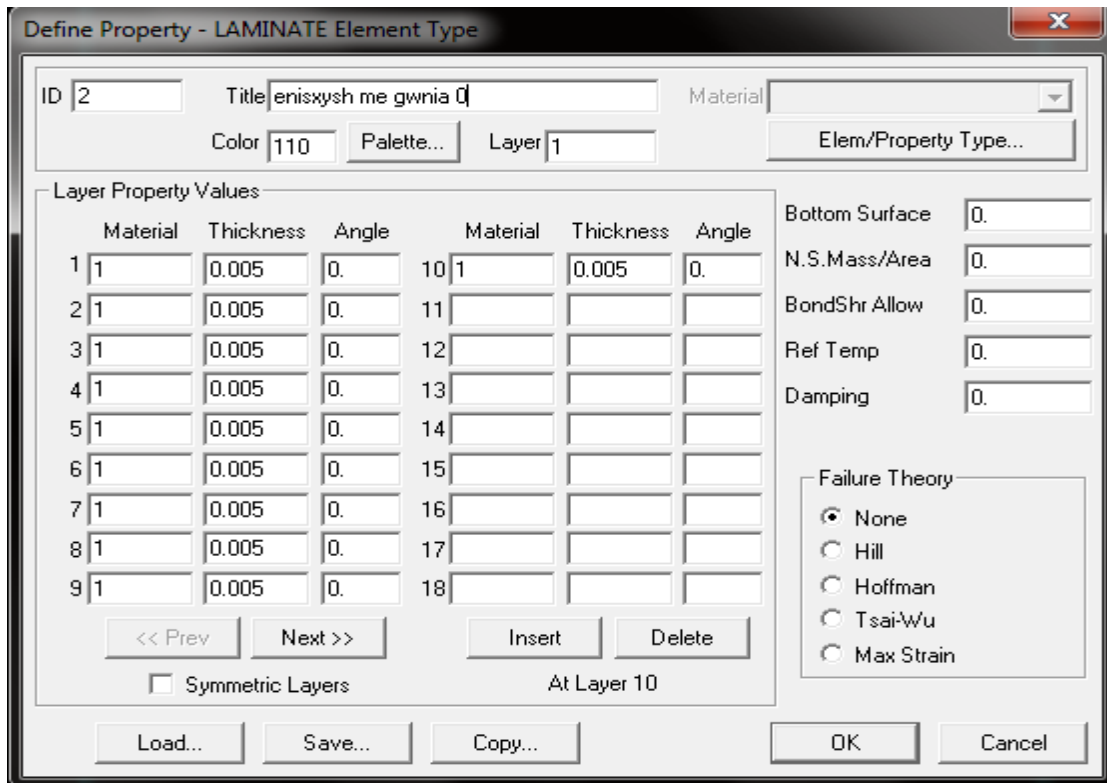 Define Property - LAMINATE Element Type
ID 2 Title enisxysh me gwnia 0 Material
Color 110 Palette... Layer 1 Elem/Property Type...
Layer Property Values
Material Thickness Angle Material Thickness Angle
1 1 0.005 0. 10 1 0.005 0.
2 1 0.005 0. 11
3 1 0.005 0. 12
4 1 0.005 0. 13
5 1 0.005 0. 14
6 1 0.005 0. 15
7 1 0.005 0. 16
8 1 0.005 0. 17
9 1 0.005 0. 18
<< Prev Next >> Insert Delete
Symmetric Layers At Layer 10
Bottom Surface 0.
N.S.Mass/Area 0.
BondShr Allow 0.
Ref Temp 0.
Damping 0.
Failure Theory
None
Hill
Hoffman
Tsai-Wu
Max Strain
Load... Save... Copy... OK Cancel